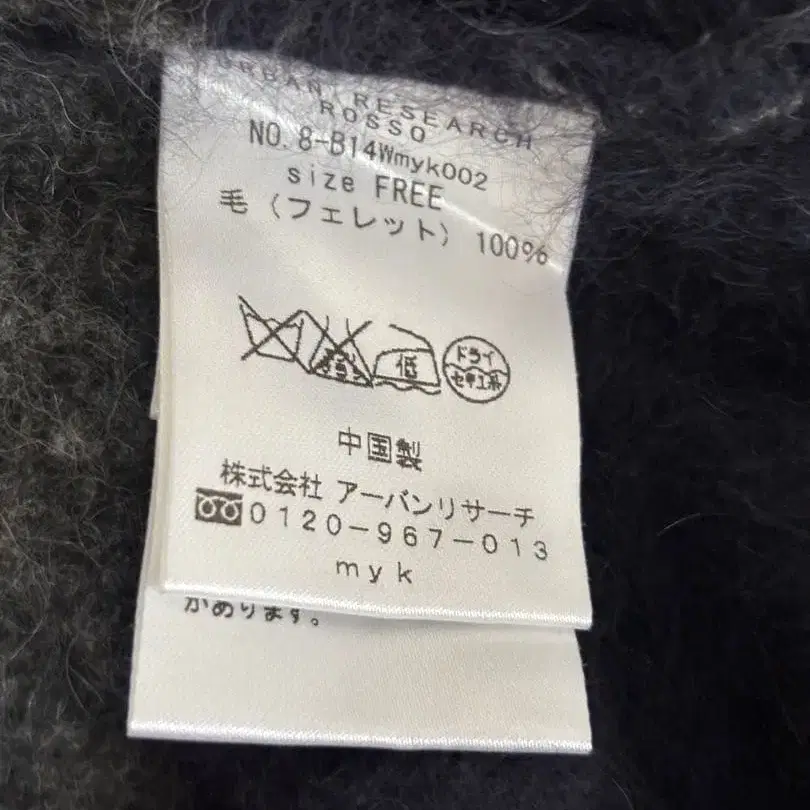 URBAN RESEARCH
ROSSO
NO. 8-B14Wmyk002
size FREE
毛（フェレット）100%
低
ドライ
セキユ系
中国製
株式会社 アーバンリサーチ
0120-967-013
myk
があります。